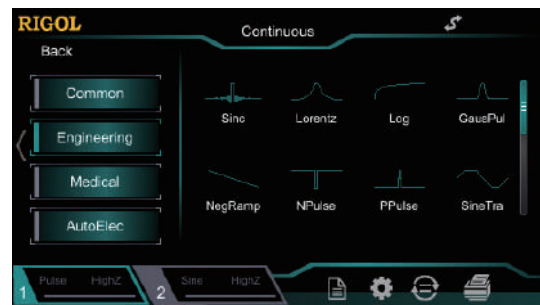 RIGOL
Continuous
Back
Common
Engineering
Medical
AutoElec
Sinc
Lorentz
Log
GausPul
NegRamp
NPulse
PPulse
SineTra
1 Pulse HighZ
2 Sine HighZ